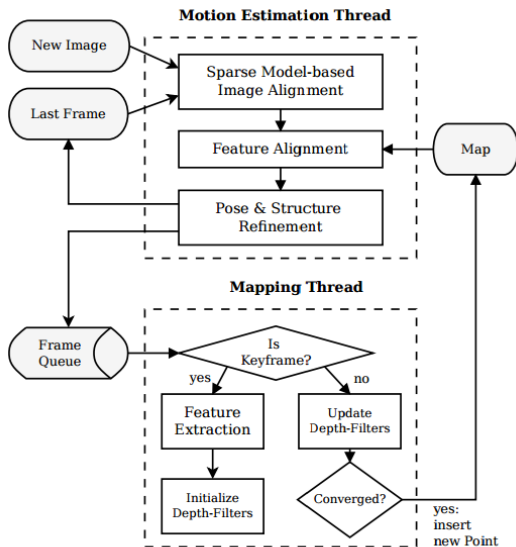 Motion Estimation Thread
New Image
Sparse Model-based
Image Alignment
Last Frame
Feature Alignment
Map
Pose & Structure
Refinement
Mapping Thread
Frame
Queue
Is
Keyframe?
yes
no
Feature
Extraction
Update
Depth-Filters
Initialize
Depth-Filters
Converged?
yes:
insert
new Point